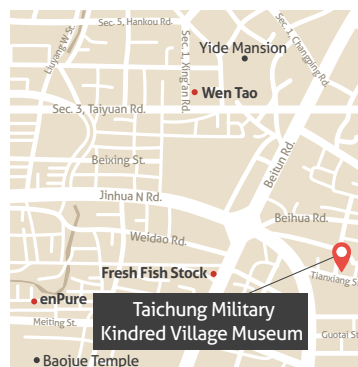 Sec. 5, Hankou Rd.
Liuyang W St.
Sec. 1, Xing'an Rd.
Sec. 1, Changping Rd.
Yide Mansion
Wen Tao
Sec. 3, Taiyuan Rd.
Beixing St.
Beitun Rd.
Jinhua N Rd.
Beihua Rd.
Weidao Rd.
Fresh Fish Stock
Tianxiang S
enPure
Taichung Military
Kindred Village Museum
Meiting St.
Guotai St
Baojue Temple